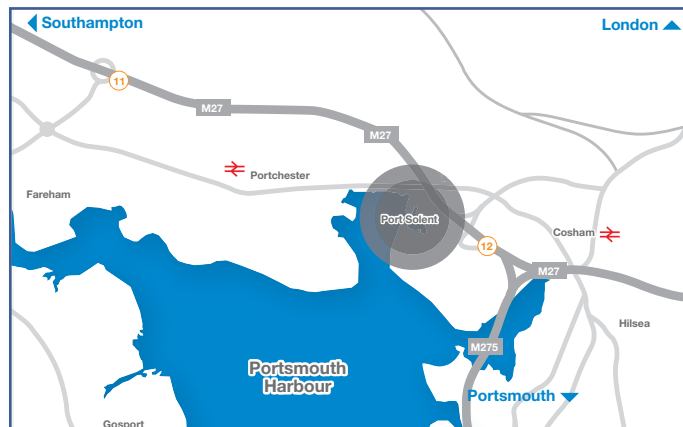 Southampton
London
11
M27
M27
Portchester
Fareham
Port Solent
Cosham
12
M27
Hilsea
M275
Portsmouth
Harbour
Portsmouth
Gosport